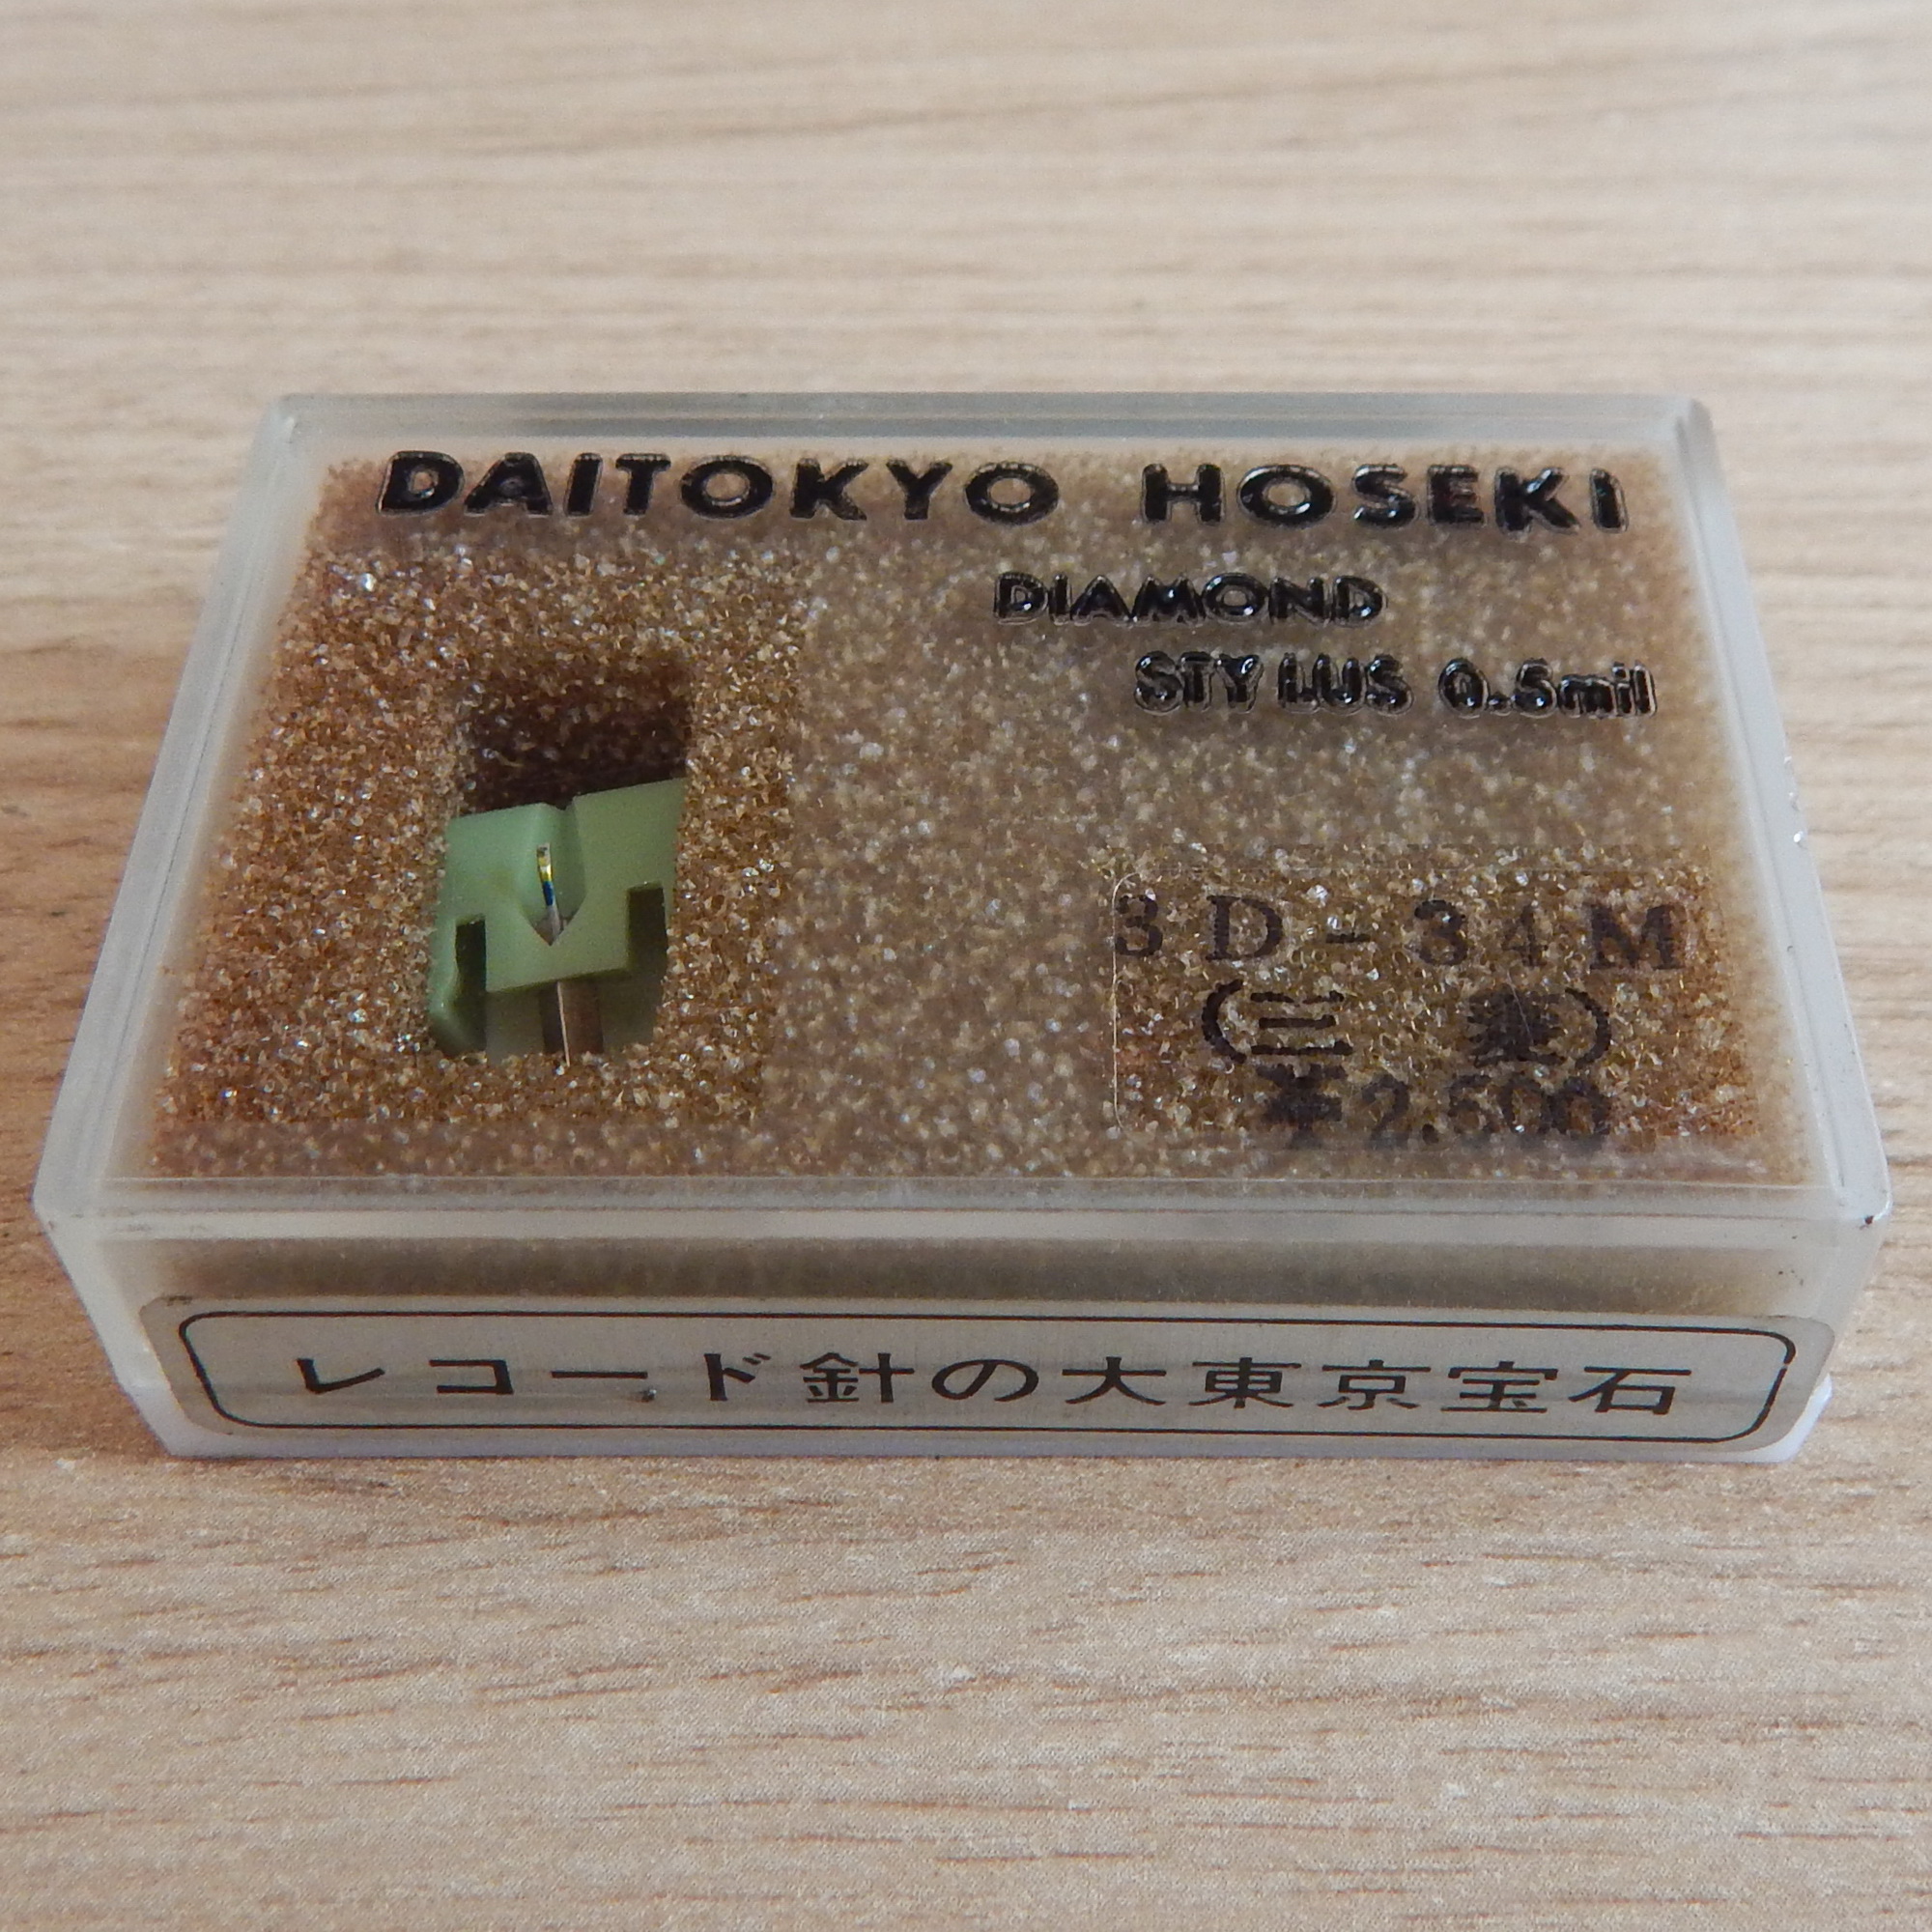 DAITOKYO HOSEKI
DIAMOND
STYLUS 0.5mil
3D-34M
(三菱)
¥2,500
レコード針の大東京宝石